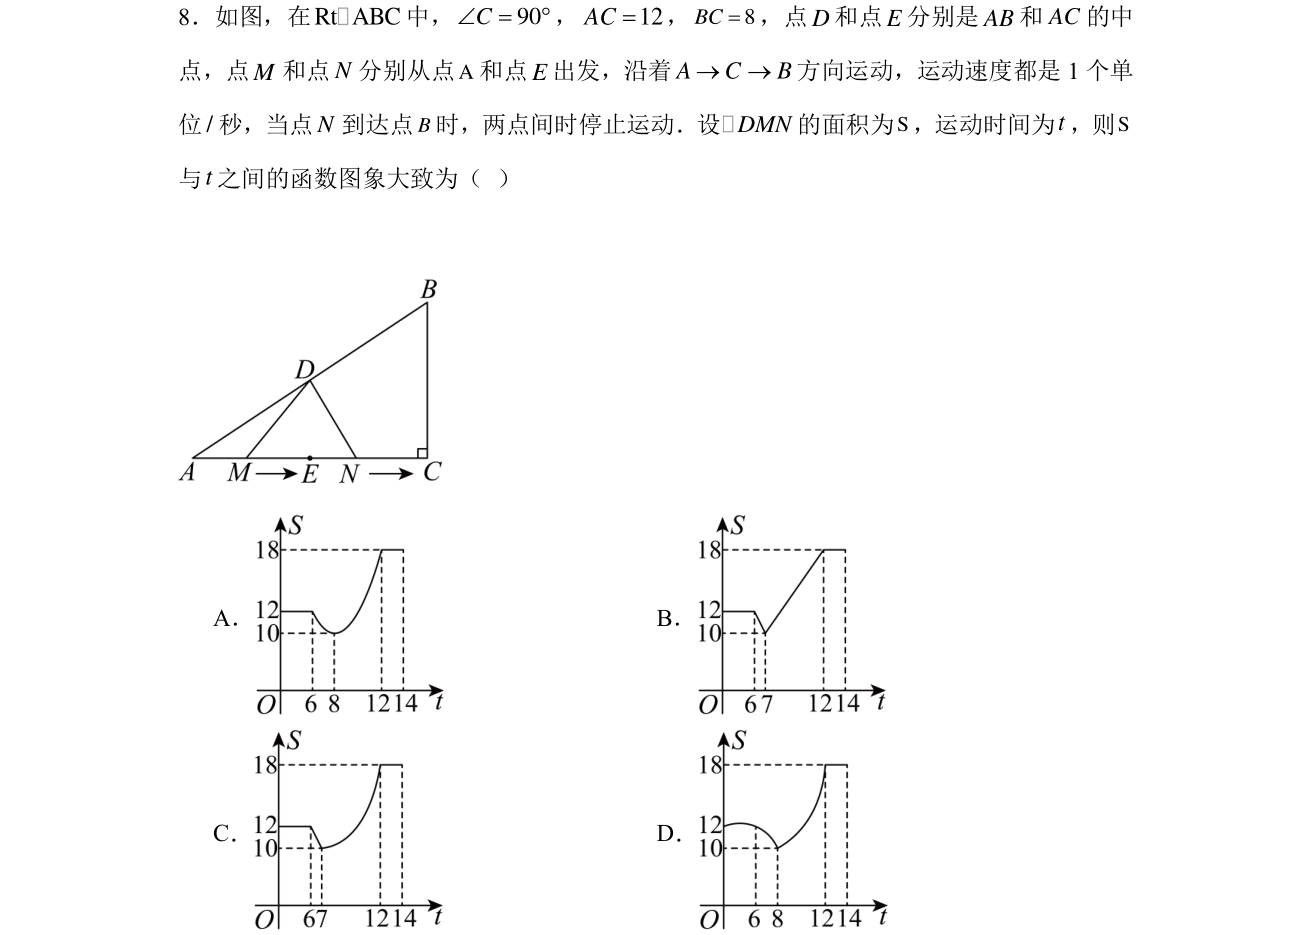 8．如图，在Rt□ABC中，∠C=90°，AC=12，BC=8，点D和点E分别是AB和AC的中
点，点M和点N分别从点A和点E出发，沿着A→C→B方向运动，运动速度都是1个单
位/秒，当点N到达点B时，两点间时停止运动．设□DMN的面积为S，运动时间为t，则S
与t之间的函数图象大致为（ ）
B
D
A M→E N→C
A．
S
18
12
10
O 6 8 12 14 t
B．
S
18
12
10
O 6 7 12 14 t
C．
S
18
12
10
O 6 7 12 14 t
D．
S
18
12
10
O 6 8 12 14 t